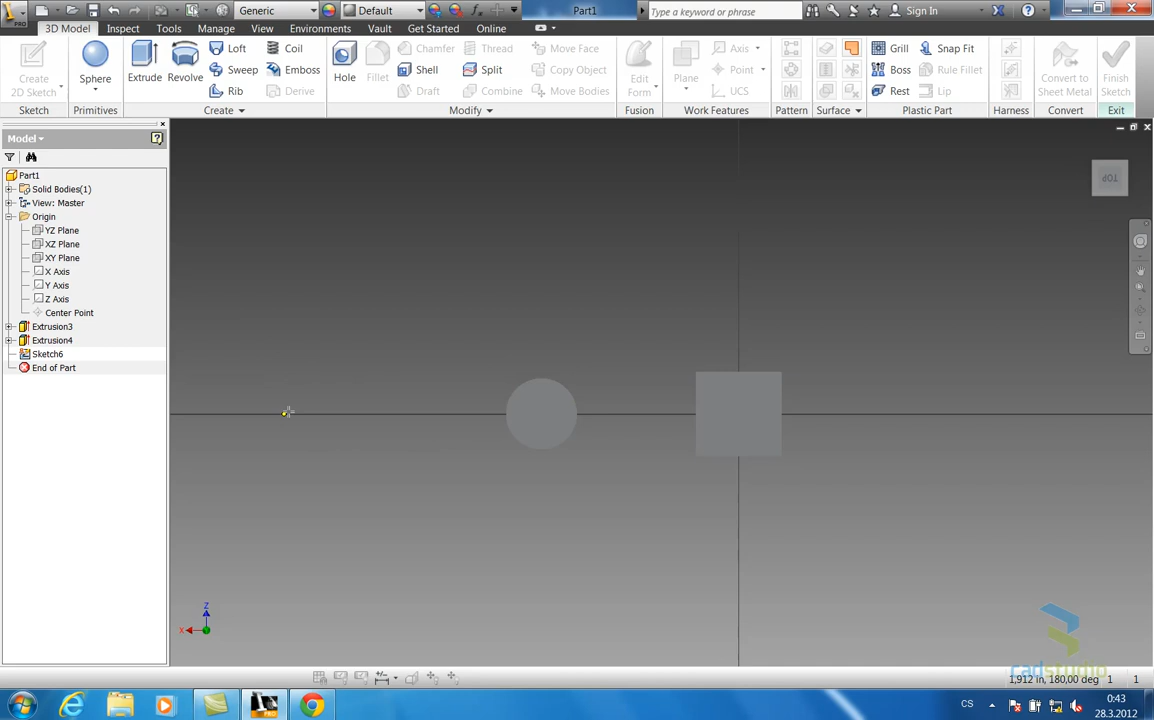 PRO
Generic
Default
Part1
Type a keyword or phrase
Sign In
3D Model
Inspect
Tools
Manage
View
Environments
Vault
Get Started
Online
Create
2D Sketch
Sphere
Extrude
Revolve
Loft
Coil
Sweep
Emboss
Rib
Derive
Hole
Fillet
Chamfer
Thread
Shell
Split
Draft
Combine
Move Face
Copy Object
Move Bodies
Edit
Form
Plane
Axis
Point
UCS
Grill
Snap Fit
Boss
Rule Fillet
Rest
Lip
Convert to
Sheet Metal
Finish
Sketch
Sketch
Primitives
Create
Modify
Fusion
Work Features
Pattern
Surface
Plastic Part
Harness
Convert
Exit
Model
Part1
Solid Bodies(1)
View: Master
Origin
YZ Plane
XZ Plane
XY Plane
X Axis
Y Axis
Z Axis
Center Point
Extrusion3
Extrusion4
Sketch6
End of Part
TOP
Z
X
cadstudio
1,912 in, 180,00 deg 1 1
PRO
CS
0:43
28.3.2012